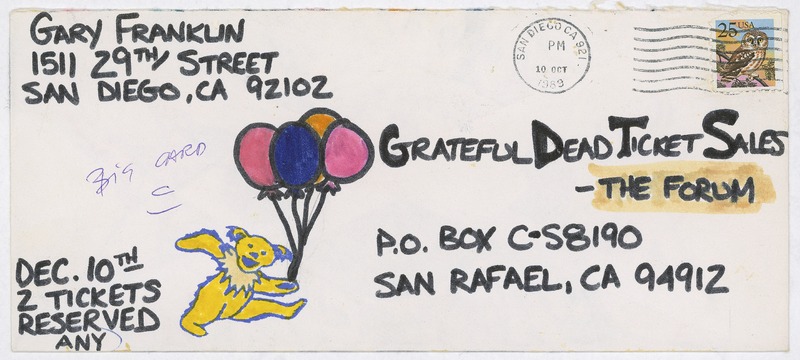 GARY FRANKLIN
1511 29TH STREET
SAN DIEGO, CA 92102
SAN DIEGO CA 921
PM
10 OCT
1989
25 USA
BIG CARD
C
GRATEFUL DEAD TICKET SALES
- THE FORUM
P.O. BOX C-S8190
SAN RAFAEL, CA 94912
DEC. 10TH
2 TICKETS
RESERVED
ANY